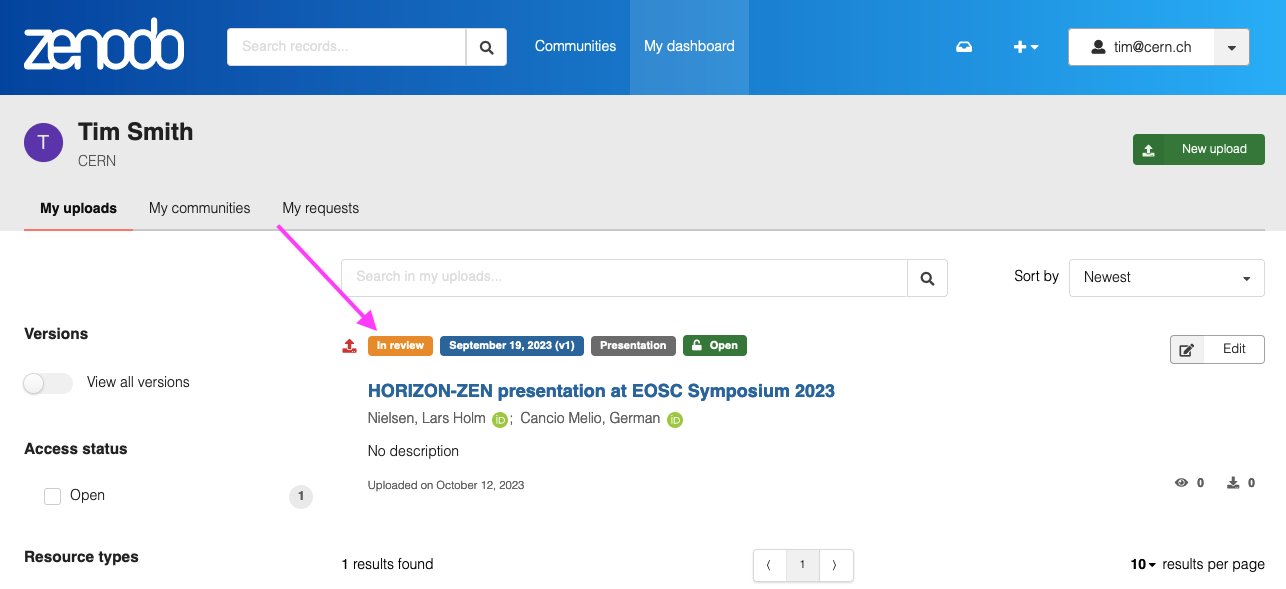 zenodo
Search records...
Communities
My dashboard
tim@cern.ch
T
Tim Smith
CERN
New upload
My uploads
My communities
My requests
Search in my uploads...
Sort by
Newest
Versions
View all versions
Access status
Open
1
Resource types
In review
September 19, 2023 (v1)
Presentation
Open
Edit
HORIZON-ZEN presentation at EOSC Symposium 2023
Nielsen, Lars Holm iD; Cancio Melio, German iD
No description
Uploaded on October 12, 2023
0
0
1 results found
1
10 results per page